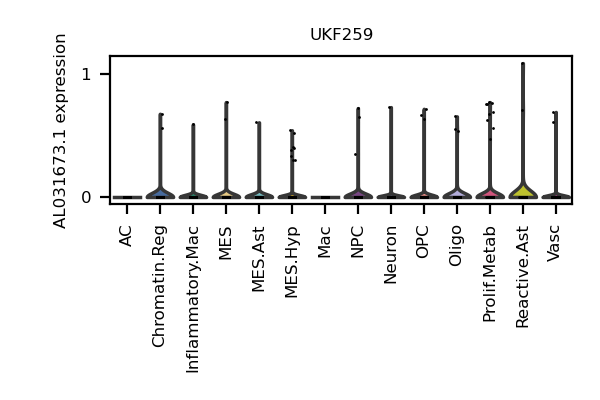 UKF259
AL031673.1 expression
1
0
AC
Chromatin.Reg
Inflammatory.Mac
MES
MES.Ast
MES.Hyp
Mac
NPC
Neuron
OPC
Oligo
Prolif.Metab
Reactive.Ast
Vasc